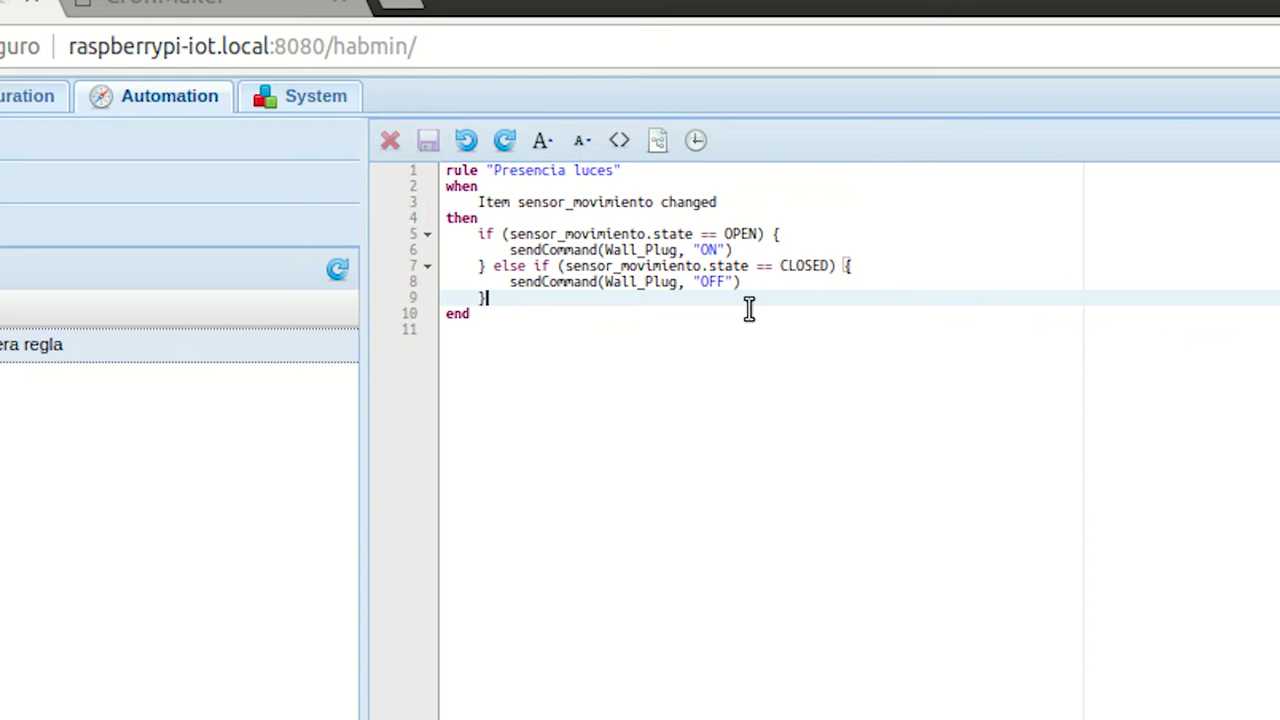 CronMaker
guro | raspberrypi-iot.local:8080/habmin/
uration Automation System
era regla
1 rule "Presencia luces"
2 when
3 Item sensor_movimiento changed
4 then
5 if (sensor_movimiento.state == OPEN) {
6 sendCommand(Wall_Plug, "ON")
7 } else if (sensor_movimiento.state == CLOSED) {
8 sendCommand(Wall_Plug, "OFF")
9 }
10 end
11